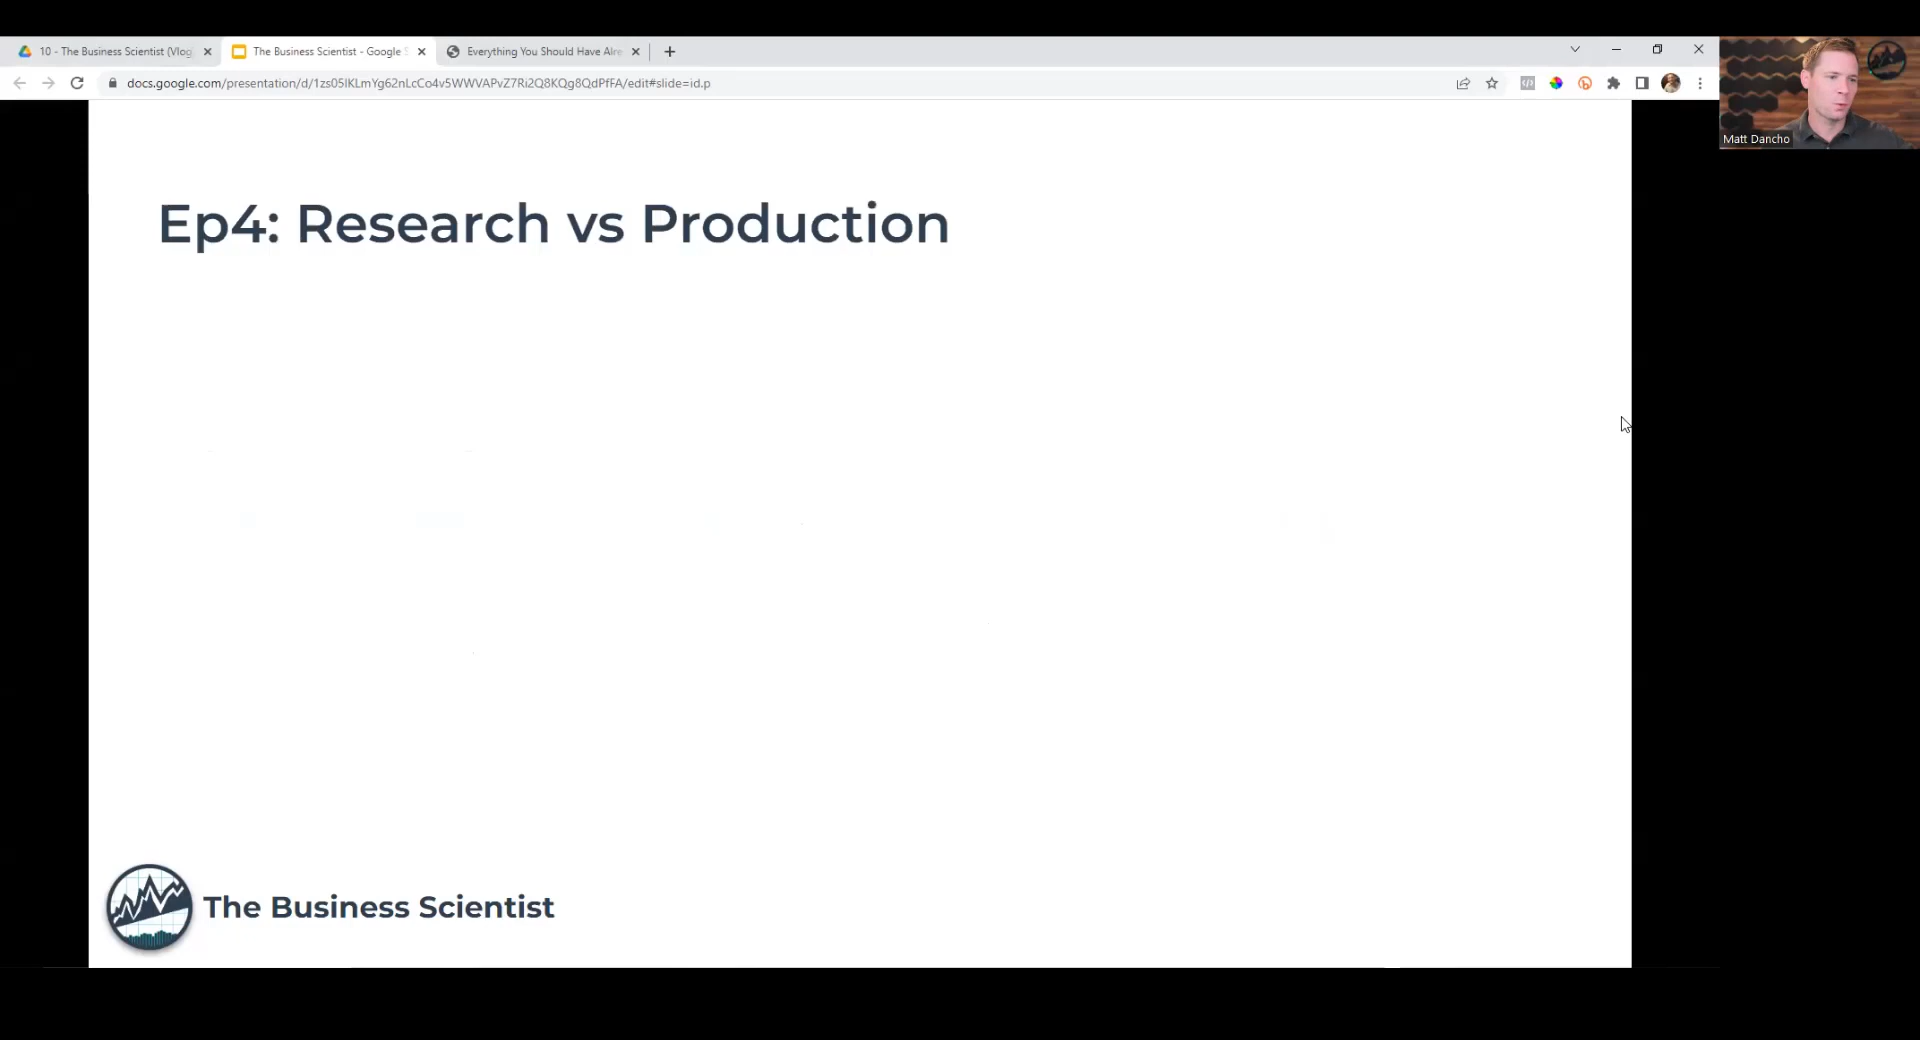 10 - The Business Scientist (Vlog
The Business Scientist - Google S
Everything You Should Have Alre
docs.google.com/presentation/d/1zs05IKLmYg62nLcCo4v5WWVAPvZ7Ri2Q8KQg8QdPfFA/edit#slide=id.p
Matt Dancho
Ep4: Research vs Production
The Business Scientist